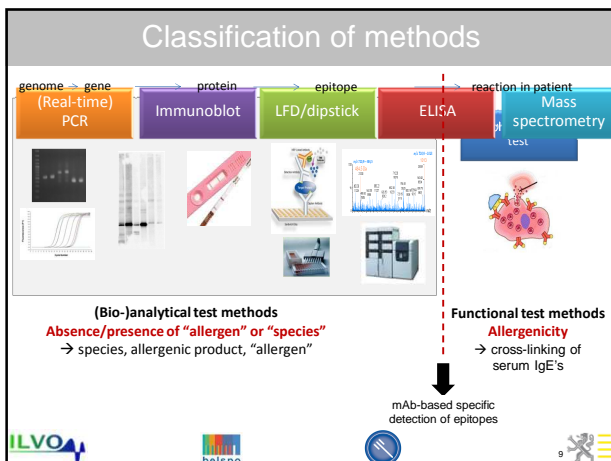 Classification of methods
genome gene protein epitope reaction in patient
(Real-time) PCR
Immunoblot
LFD/dipstick
ELISA
Mass spectrometry
test
(Bio-)analytical test methods
Absence/presence of “allergen” or “species”
→ species, allergenic product, “allergen”
Functional test methods
Allergenicity
→ cross-linking of
serum IgE's
mAb-based specific
detection of epitopes
ILVO
belspo
9